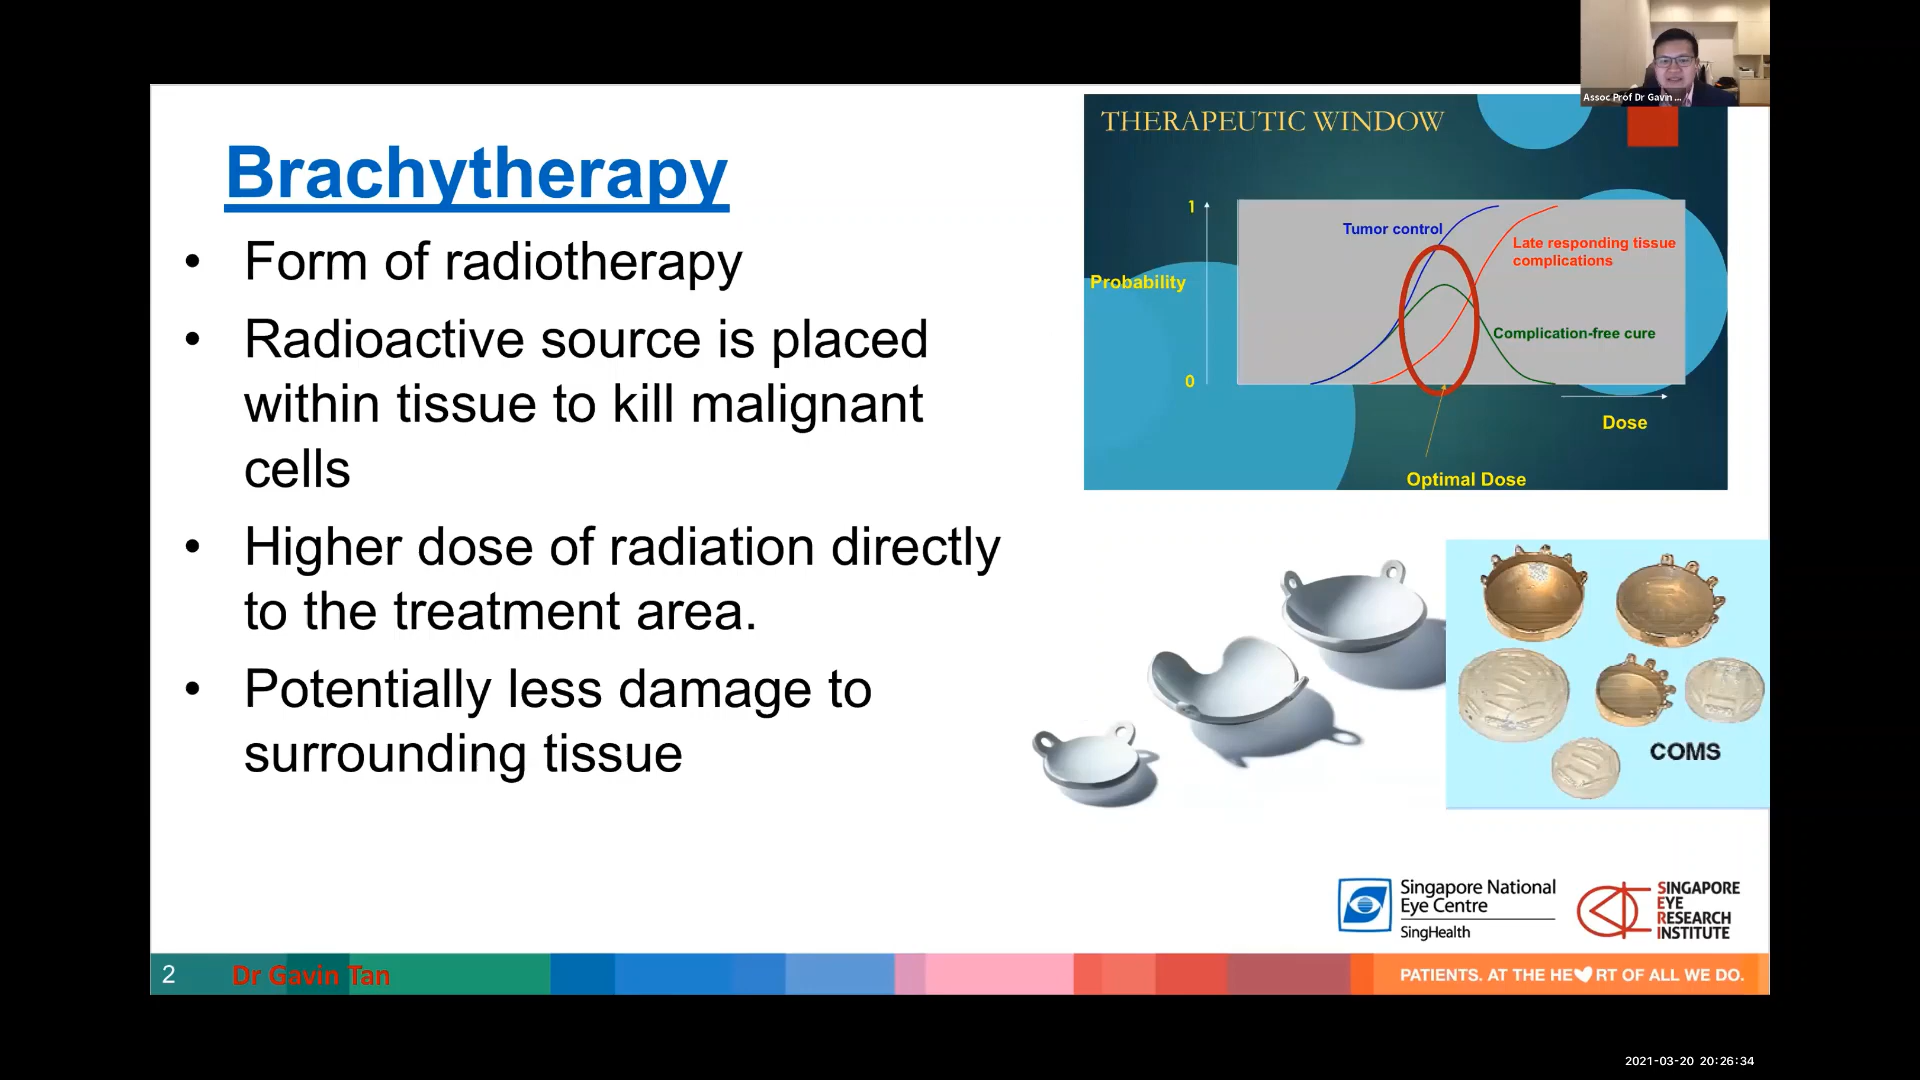 Assoc Prof Dr Gavin ...
Brachytherapy
• Form of radiotherapy
• Radioactive source is placed
within tissue to kill malignant
cells
• Higher dose of radiation directly
to the treatment area.
• Potentially less damage to
surrounding tissue
THERAPEUTIC WINDOW
1
Tumor control
Late responding tissue
complications
Probability
Complication-free cure
0
Dose
Optimal Dose
COMS
Singapore National
Eye Centre
SingHealth
SINGAPORE
EYE
RESEARCH
INSTITUTE
2
Dr Gavin Tan
PATIENTS. AT THE HE♥RT OF ALL WE DO.
2021-03-20 20:26:34